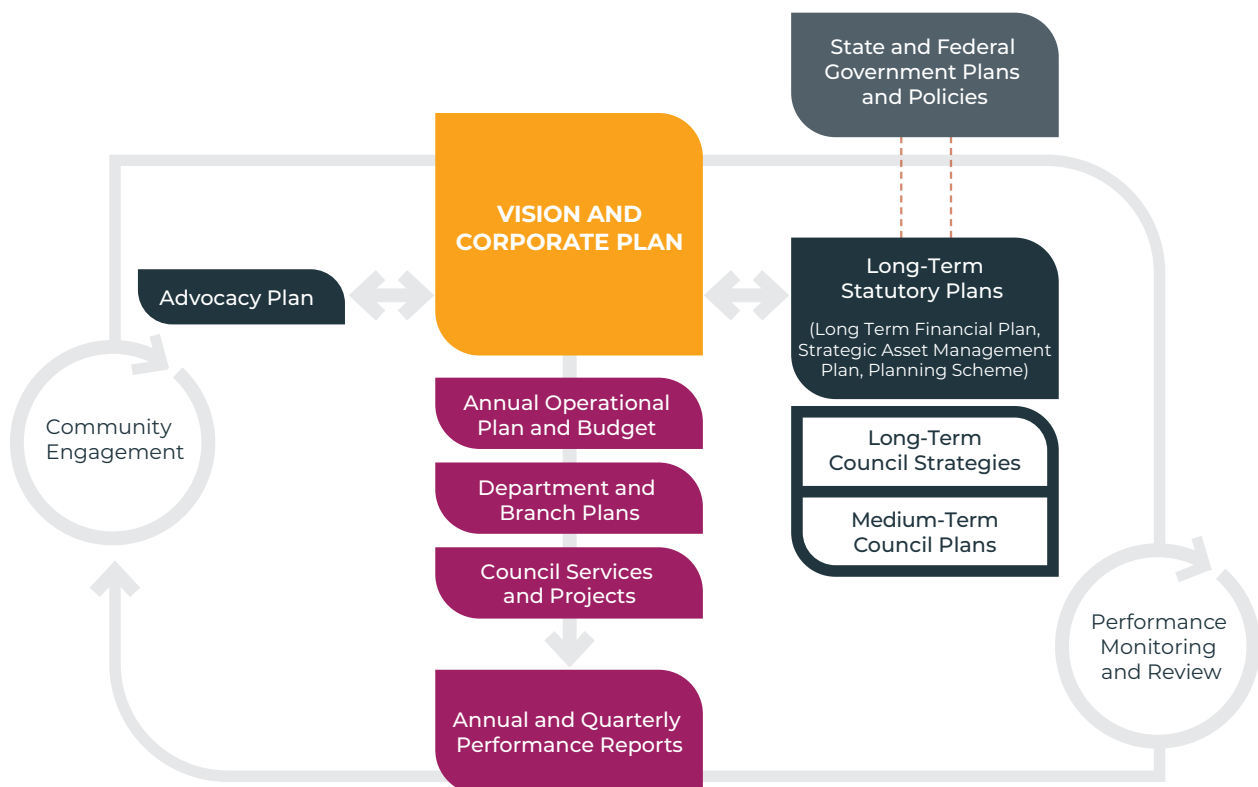 State and Federal
Government Plans
and Policies
VISION AND
CORPORATE PLAN
Advocacy Plan
Long-Term
Statutory Plans
(Long Term Financial Plan,
Strategic Asset Management
Plan, Planning Scheme)
Community
Engagement
Annual Operational
Plan and Budget
Department and
Branch Plans
Council Services
and Projects
Annual and Quarterly
Performance Reports
Long-Term
Council Strategies
Medium-Term
Council Plans
Performance
Monitoring
and Review